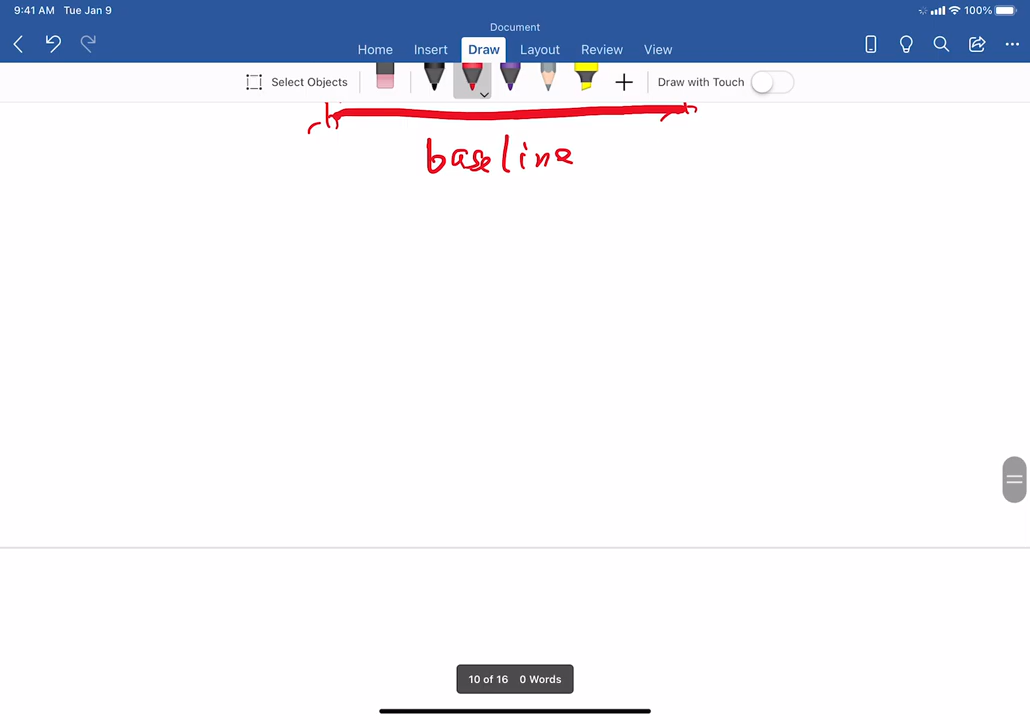 9:41 AM Tue Jan 9 100%
Document
Home Insert Draw Layout Review View
Select Objects Draw with Touch
baseline
10 of 16 0 Words